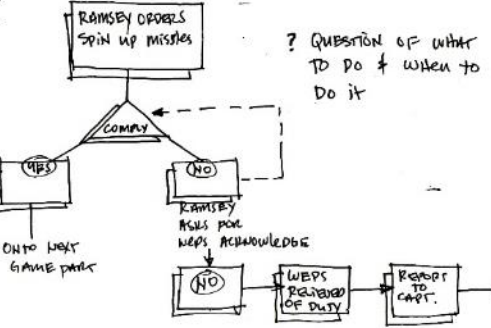 RAMSEY ORDERS
SPIN UP MISSLES
? QUESTION OF WHAT
TO DO & WHEN TO
DO IT
COMPLY
YES
NO
RAMSEY
ASKS FOR
WEPS ACKNOWLEDGE
ONTO NEXT
GAME PART
NO
WEPS
RELIEVED
OF DUTY
REPORT
TO
CAPT.